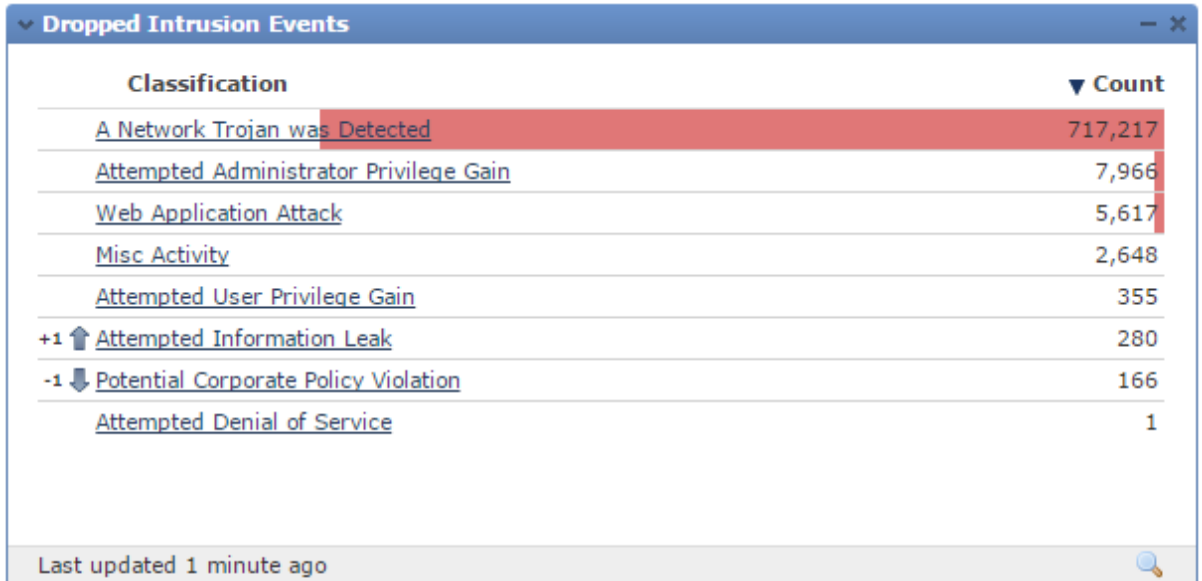 Dropped Intrusion Events
Classification Count
A Network Trojan was Detected 717,217
Attempted Administrator Privilege Gain 7,966
Web Application Attack 5,617
Misc Activity 2,648
Attempted User Privilege Gain 355
+1 Attempted Information Leak 280
-1 Potential Corporate Policy Violation 166
Attempted Denial of Service 1
Last updated 1 minute ago